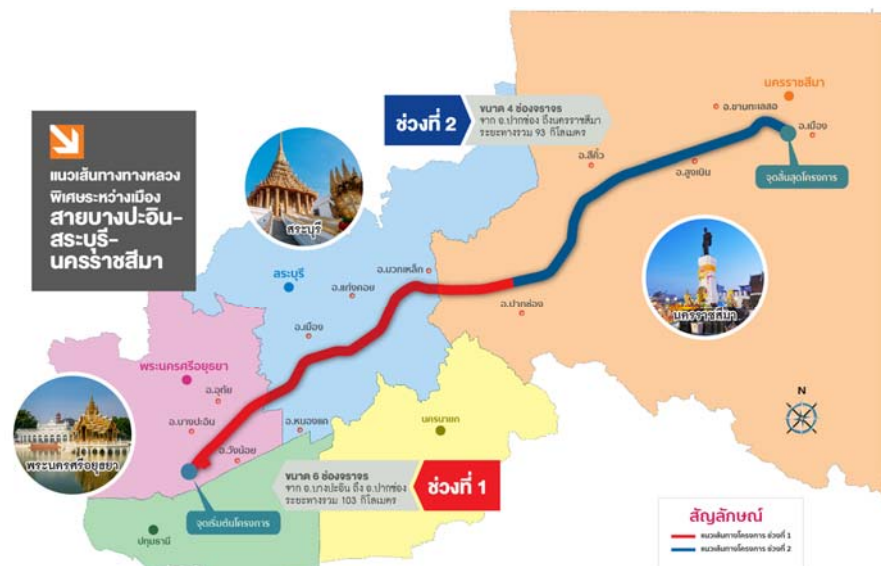 แนวเส้นทางทางหลวง
พิเศษระหว่างเมือง
สายบางปะอิน-
สระบุรี-
นครราชสีมา
ช่วงที่ 2
ขนาด 4 ช่องจราจร
จาก อ.ปากช่อง ถึงนครราชสีมา
ระยะทางรวม 93 กิโลเมตร
นครราชสีมา
อ.ขามทะเลสอ
อ.เมือง
อ.สีคิ้ว
อ.สูงเนิน
จุดสิ้นสุดโครงการ
สระบุรี
อ.มวกเหล็ก
สระบุรี
อ.แก่งคอย
อ.ปากช่อง
นครราชสีมา
อ.เมือง
พระนครศรีอยุธยา
อ.อุทัย
N
อ.บางปะอิน
อ.หนองแค
นครนายก
อ.วังน้อย
พระนครศรีอยุธยา
ขนาด 6 ช่องจราจร
จาก อ.บางปะอิน ถึง อ.ปากช่อง
ระยะทางรวม 103 กิโลเมตร
ช่วงที่ 1
จุดเริ่มต้นโครงการ
ปทุมธานี
สัญลักษณ์
แนวเส้นทางโครงการ ช่วงที่ 1
แนวเส้นทางโครงการ ช่วงที่ 2